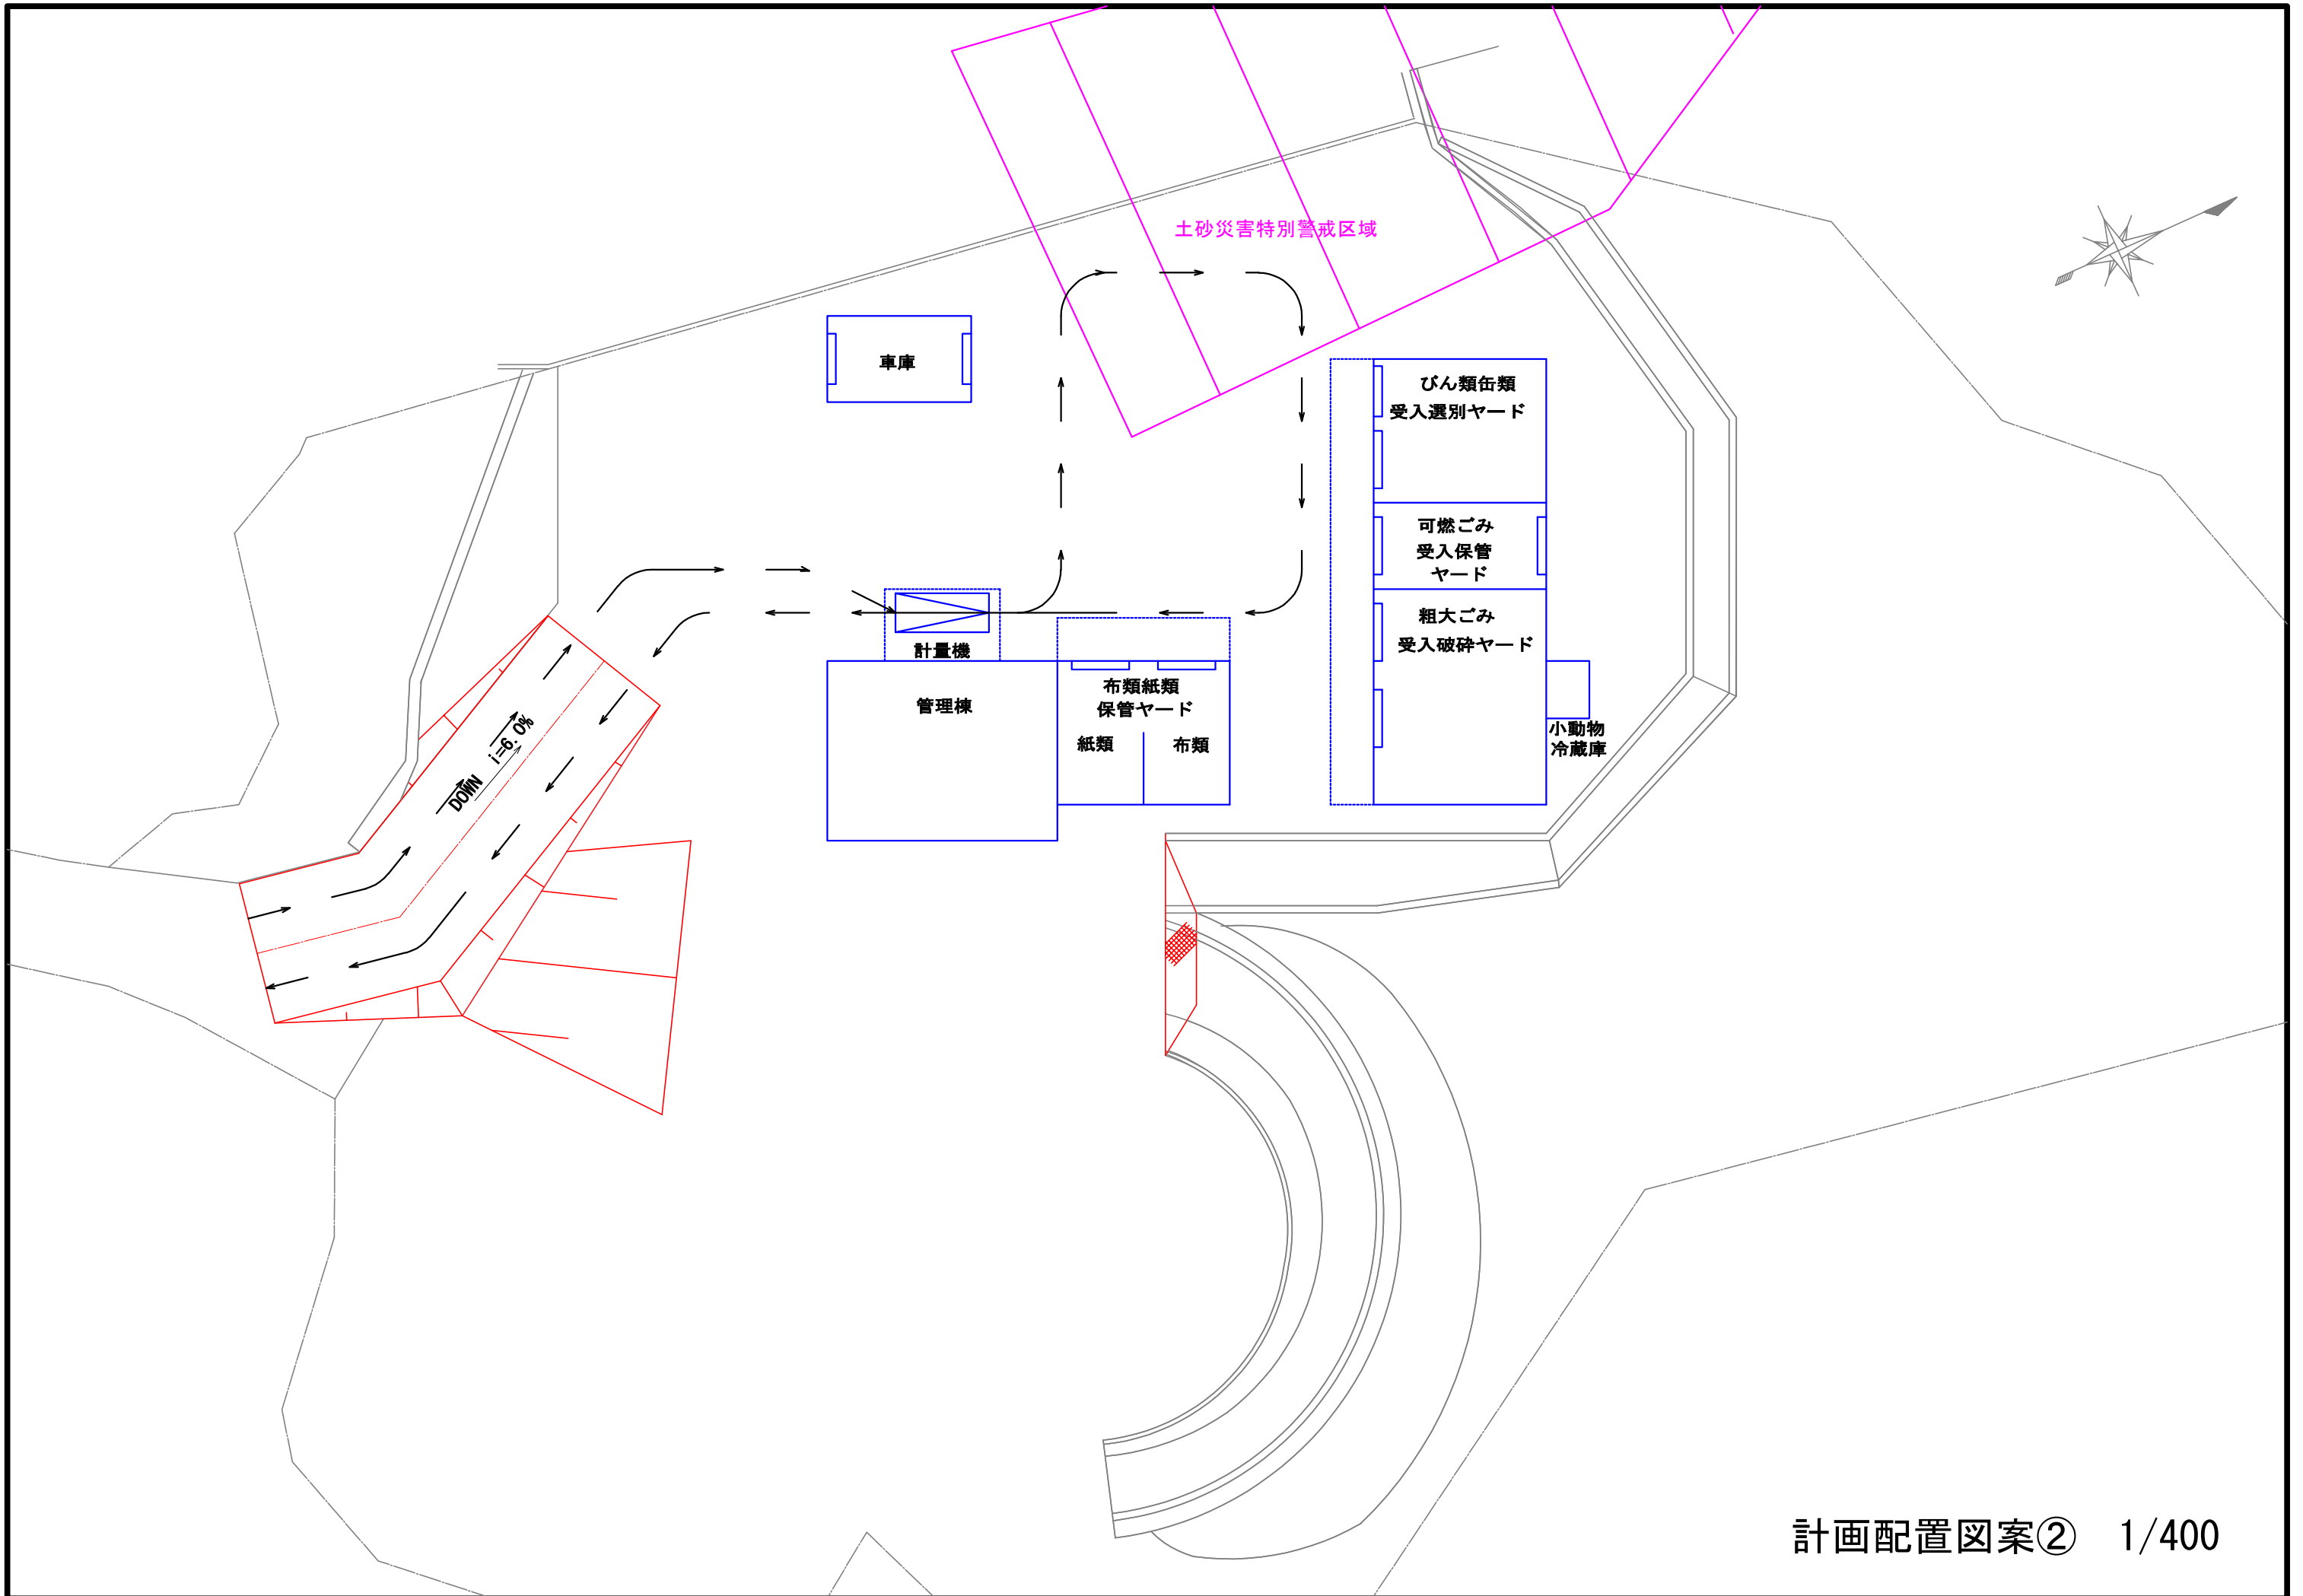 土砂災害特別警戒区域
車庫
びん類缶類
受入選別ヤード
可燃ごみ
受入保管
ヤード
粗大ごみ
受入破砕ヤード
計量機
管理棟
布類紙類
保管ヤード
紙類
布類
小動物
冷蔵庫
DOWN i=6.0%
計画配置図案② 1/400